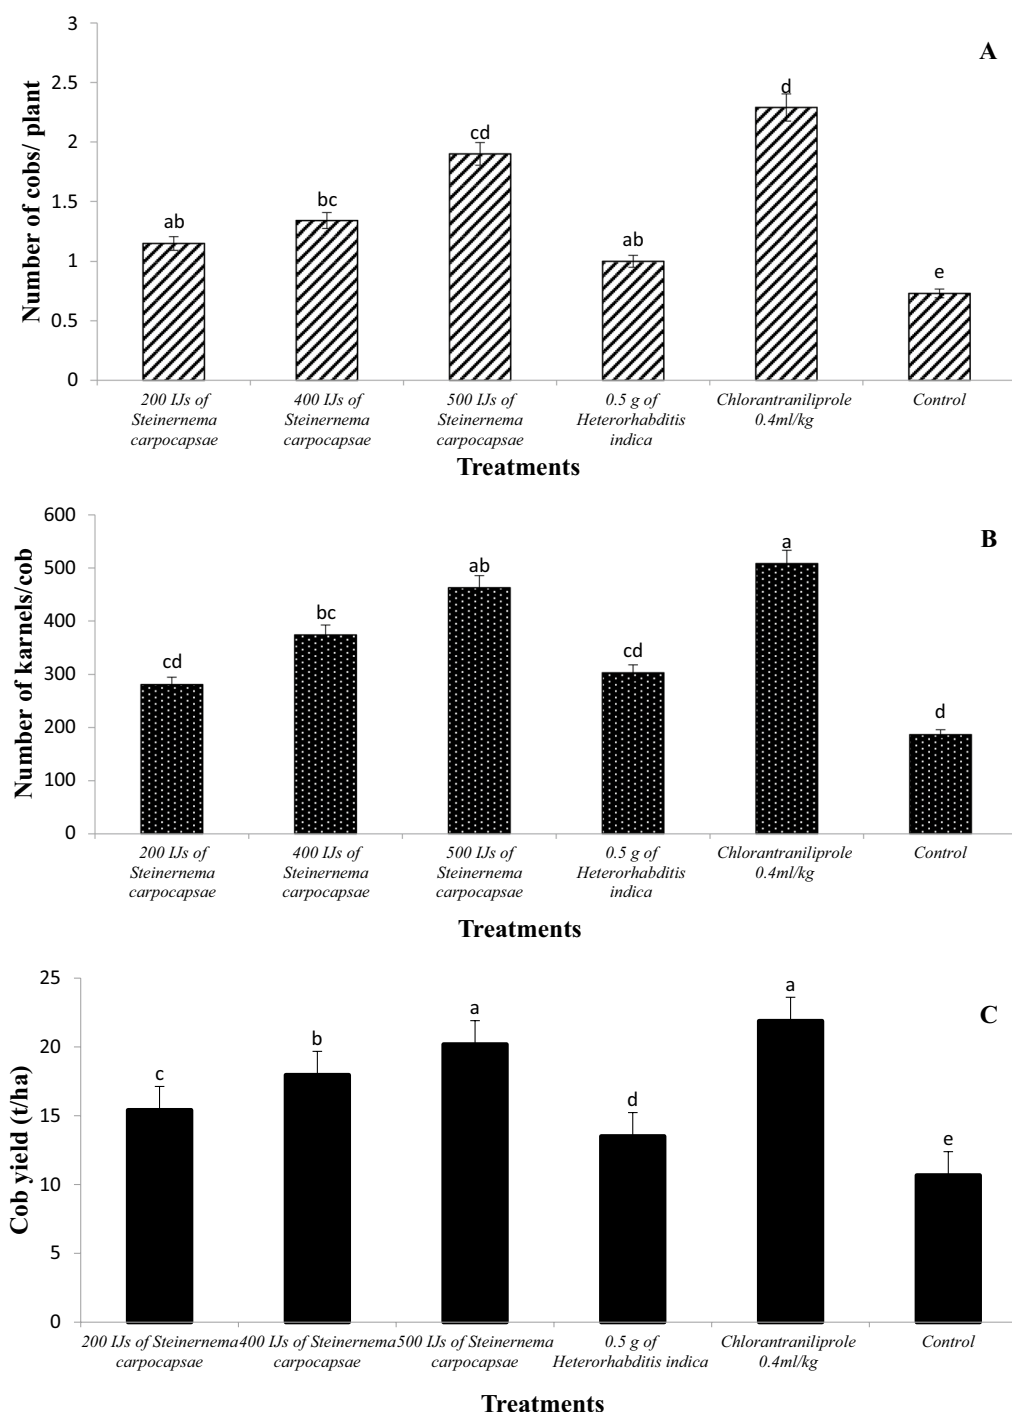 A
Number of cobs/ plant
3
2.5
2
1.5
1
0.5
0
ab
bc
cd
ab
d
e
200 IJs of
Steinernema
carpocapsae
400 IJs of
Steinernema
carpocapsae
500 IJs of
Steinernema
carpocapsae
0.5 g of
Heterorhabditis
indica
Chlorantraniliprole
0.4ml/kg
Control
Treatments
B
Number of karnels/cob
600
500
400
300
200
100
0
cd
bc
ab
cd
a
d
200 IJs of
Steinernema
carpocapsae
400 IJs of
Steinernema
carpocapsae
500 IJs of
Steinernema
carpocapsae
0.5 g of
Heterorhabditis
indica
Chlorantraniliprole
0.4ml/kg
Control
Treatments
C
Cob yield (t/ha)
25
20
15
10
5
0
c
b
a
d
a
e
200 IJs of Steinernema
carpocapsae
400 IJs of Steinernema
carpocapsae
500 IJs of Steinernema
carpocapsae
0.5 g of
Heterorhabditis indica
Chlorantraniliprole
0.4ml/kg
Control
Treatments